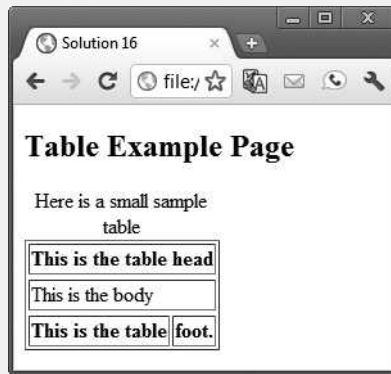 Solution 16
file:/
Table Example Page
Here is a small sample
table
This is the table head
This is the body
This is the table foot.